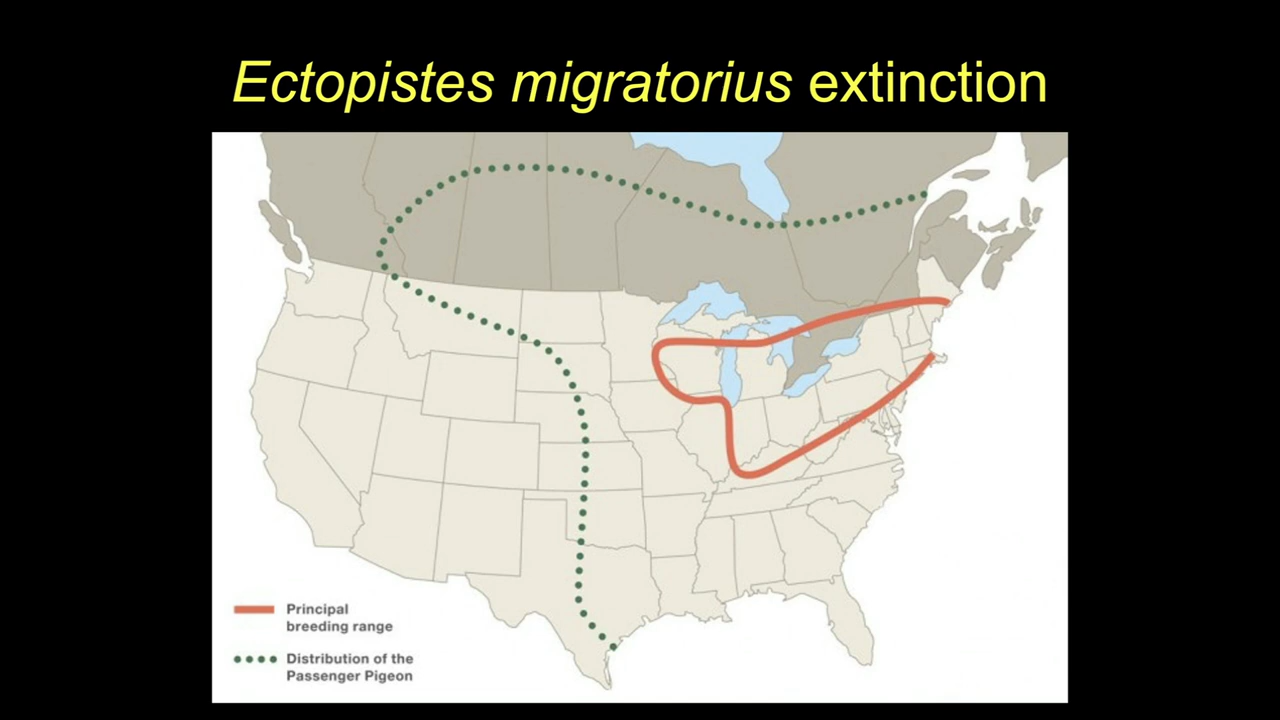 Ectopistes migratorius extinction
Principal
breeding range
Distribution of the
Passenger Pigeon